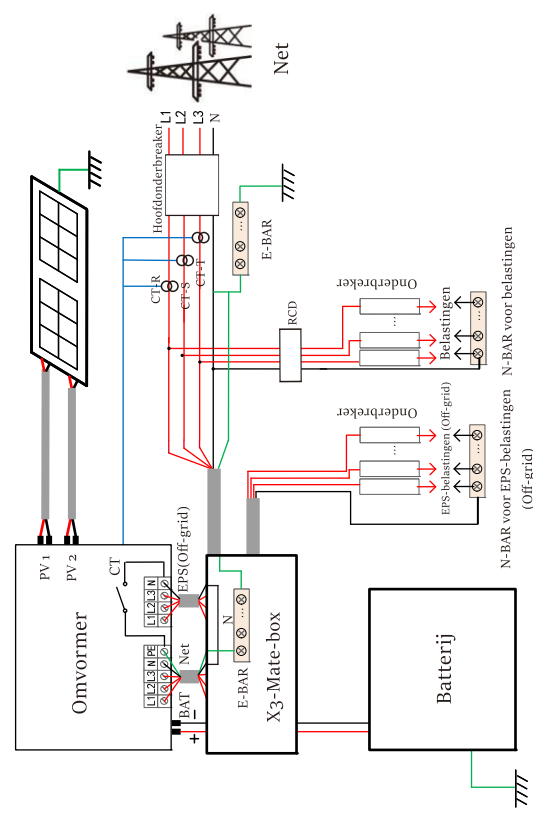 Net
L1
L2
L3
N
Hoofdonderbreaker
E-BAR
CT-R
CT-S
CT-T
RCD
Onderbreker
...
Belastingen
N-BAR voor belastingen
Onderbreker
...
EPS-belastingen (Off-grid)
N-BAR voor EPS-belastingen
(Off-grid)
PV 1
PV 2
CT
Omvormer
EPS(Off-grid)
L1 L2 L3 N
L1 L2 L3 N PE
Net
BAT
+ −
N
E-BAR
X3-Mate-box
Batterij